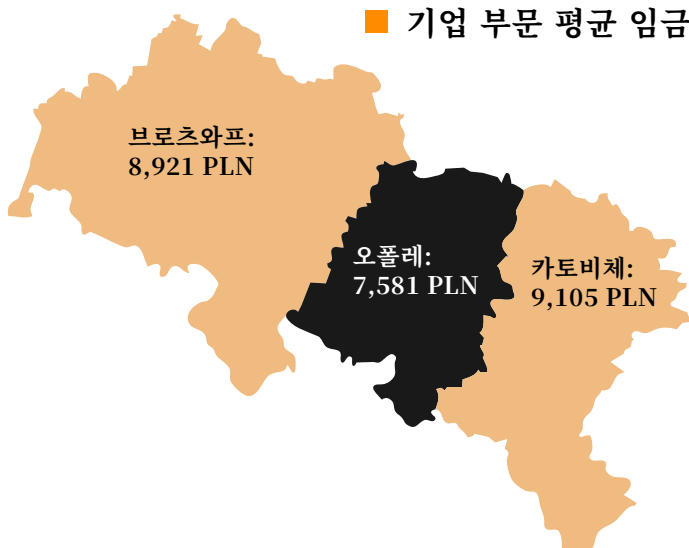 기업 부문 평균 임금
브로츠와프:
8,921 PLN
오폴레:
7,581 PLN
카토비체:
9,105 PLN